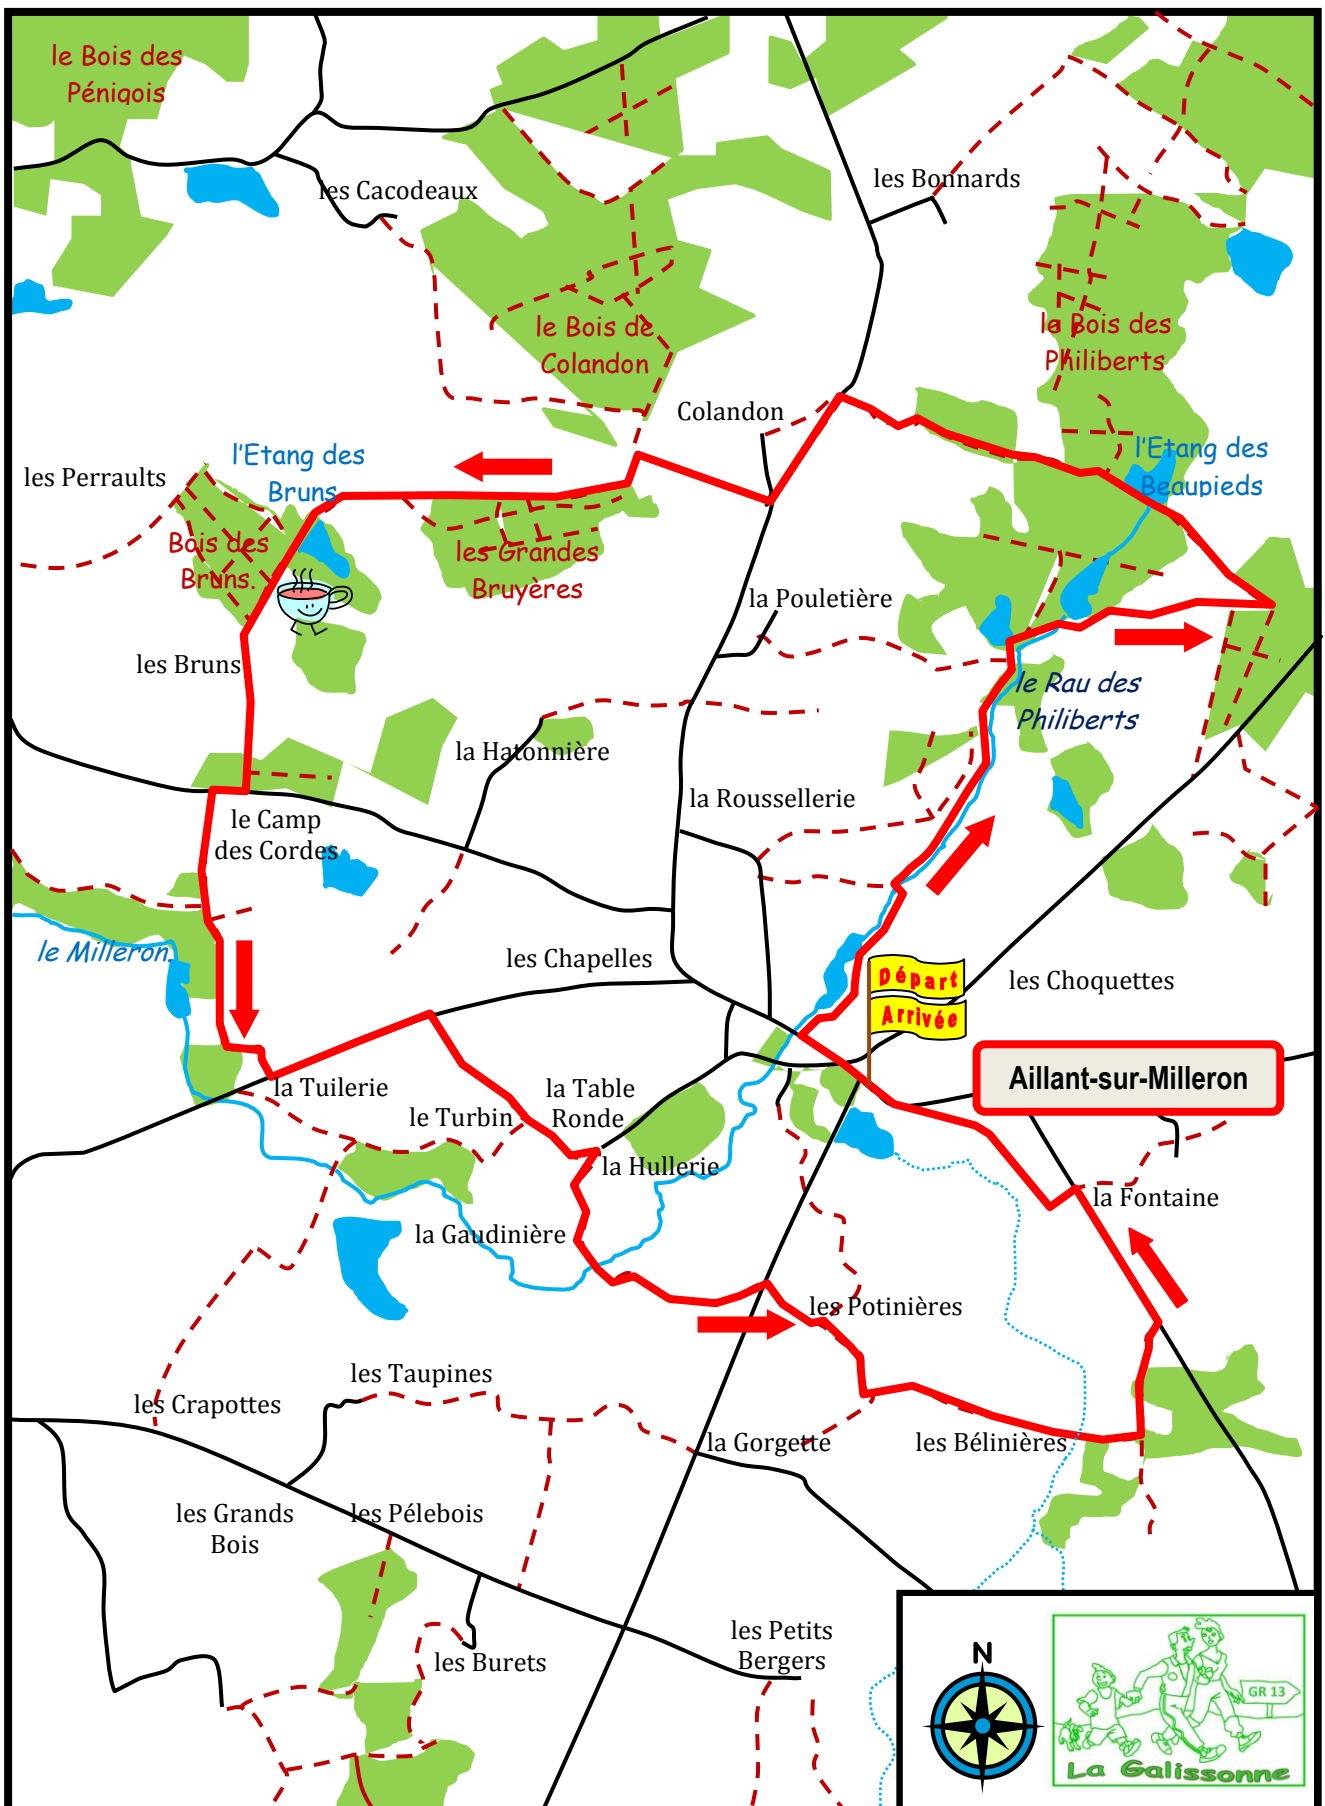 le Bois des
Pénigois
les Cacodeaux
les Bonnards
le Bois de
Colandon
le Bois des
Philiberts
Colandon
l'Etang des
Bruns
l'Etang des
Beaupieds
les Perraults
Bois des
Bruns.
les Grandes
Bruyères
la Pouletière
les Bruns
le Rau des
Philiberts
la Hatonnière
la Roussellerie
le Camp
des Cordes
le Milleron.
les Chapelles
Départ
Arrivée
les Choquettes
Aillant-sur-Milleron
la Tuilerie
la Table
Ronde
le Turbin
la Hullerie
la Fontaine
la Gaudinière
les Potinières
les Taupines
les Crapottes
la Gorgette
les Bélinières
les Grands
Bois
les Pélebois
les Petits
Bergers
les Burets
N
GR 13
La Galissonne